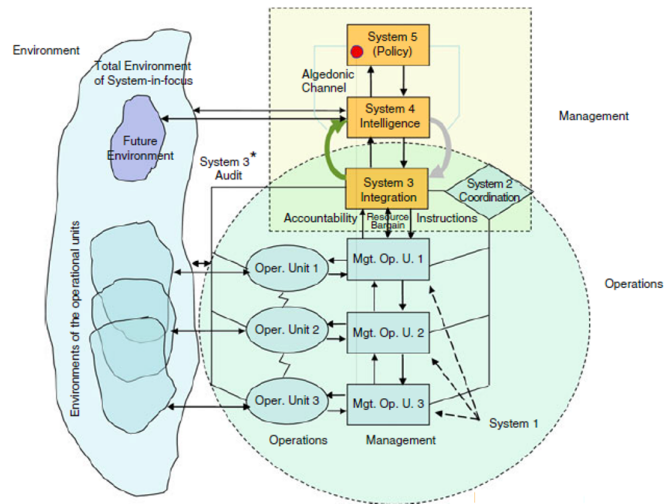 Environment
Total Environment
of System-in-focus
Future
Environment
Environments of the operational units
System 5
(Policy)
Algedonic
Channel
System 4
Intelligence
Management
System 3*
Audit
System 3
Integration
System 2
Coordination
Accountability
Resource
Bargain
Instructions
Oper. Unit 1
Mgt. Op. U. 1
Operations
Oper. Unit 2
Mgt. Op. U. 2
Oper. Unit 3
Mgt. Op. U. 3
System 1
Operations
Management